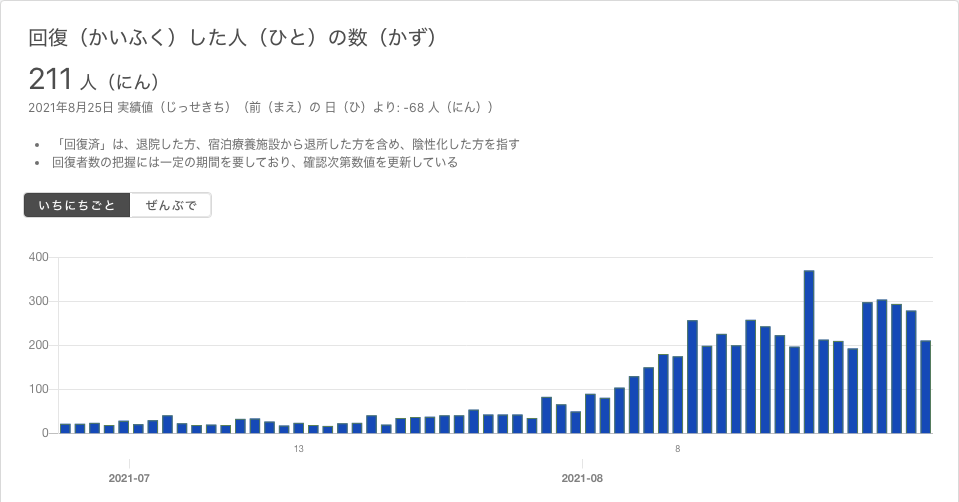 回復（かいふく）した人（ひと）の数（かず）
211 人（にん）
2021年8月25日 実績値（じっせきち）（前（まえ）の 日（ひ）より: -68 人（にん））
• 「回復済」は、退院した方、宿泊療養施設から退所した方を含め、陰性化した方を指す
• 回復者数の把握には一定の期間を要しており、確認次第数値を更新している
いちにちごと ぜんぶで
400
300
200
100
0
13 8
2021-07 2021-08